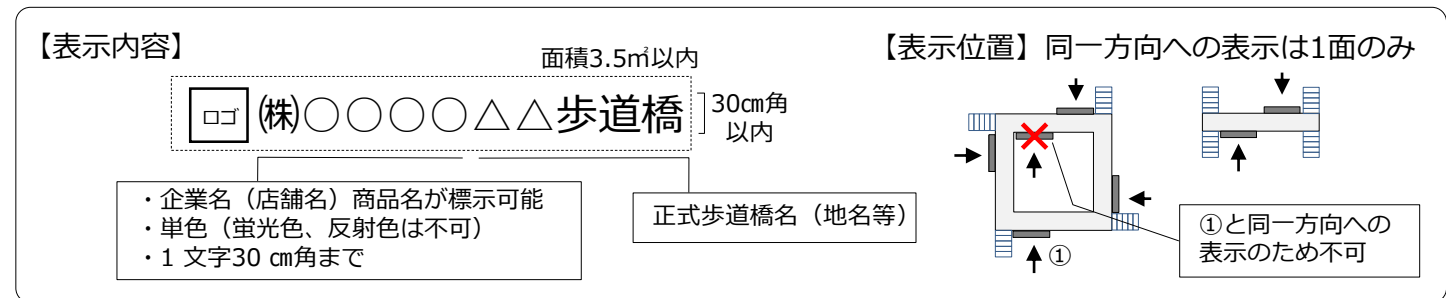 【表示内容】
面積3.5㎡以内
ロゴ
㈱○○○○△△歩道橋
30㎝角
以内
・企業名（店舗名）商品名が標示可能
・単色（蛍光色、反射色は不可）
・1 文字30 ㎝角まで
正式歩道橋名（地名等）
【表示位置】同一方向への表示は1面のみ
①
①と同一方向への
表示のため不可